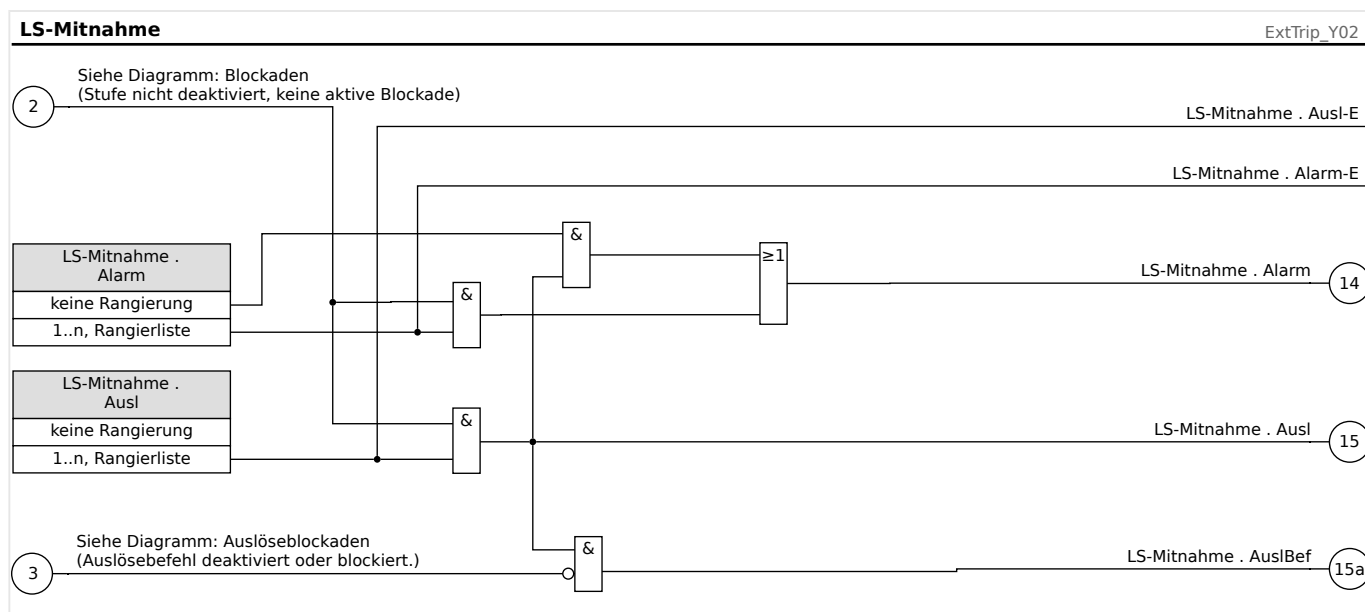 LS-Mitnahme
ExtTrip_Y02
Siehe Diagramm: Blockaden
(Stufe nicht deaktiviert, keine aktive Blockade)
2
LS-Mitnahme . Ausl-E
LS-Mitnahme . Alarm-E
&
LS-Mitnahme .
Alarm
keine Rangierung
1..n, Rangierliste
&
≥1
LS-Mitnahme . Alarm
14
LS-Mitnahme .
Ausl
keine Rangierung
1..n, Rangierliste
&
LS-Mitnahme . Ausl
15
Siehe Diagramm: Auslöseblockaden
(Auslösebefehl deaktiviert oder blockiert.)
3
&
LS-Mitnahme . AuslBef
15a